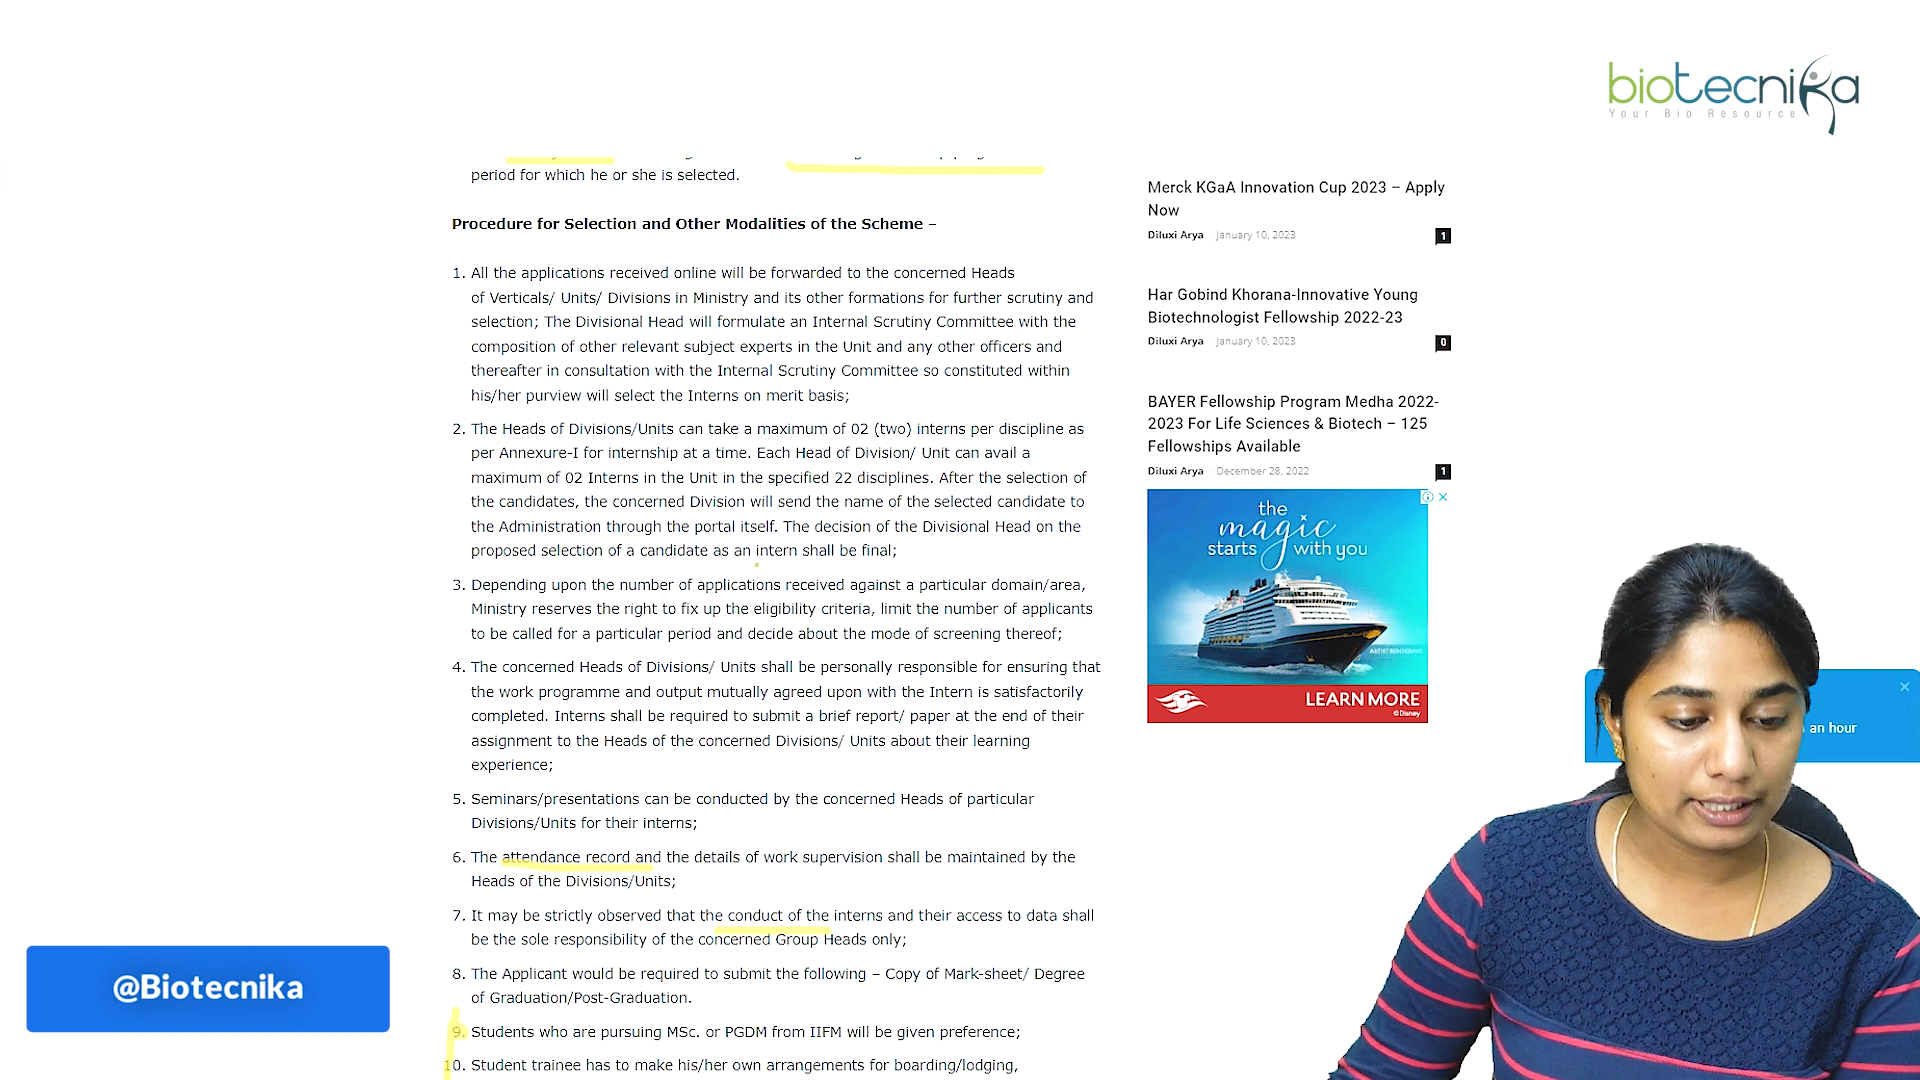 biotecnika
Your Bio Resource
period for which he or she is selected.
Procedure for Selection and Other Modalities of the Scheme –
1. All the applications received online will be forwarded to the concerned Heads
of Verticals/ Units/ Divisions in Ministry and its other formations for further scrutiny and
selection; The Divisional Head will formulate an Internal Scrutiny Committee with the
composition of other relevant subject experts in the Unit and any other officers and
thereafter in consultation with the Internal Scrutiny Committee so constituted within
his/her purview will select the Interns on merit basis;
2. The Heads of Divisions/Units can take a maximum of 02 (two) interns per discipline as
per Annexure-I for internship at a time. Each Head of Division/ Unit can avail a
maximum of 02 Interns in the Unit in the specified 22 disciplines. After the selection of
the candidates, the concerned Division will send the name of the selected candidate to
the Administration through the portal itself. The decision of the Divisional Head on the
proposed selection of a candidate as an intern shall be final;
3. Depending upon the number of applications received against a particular domain/area,
Ministry reserves the right to fix up the eligibility criteria, limit the number of applicants
to be called for a particular period and decide about the mode of screening thereof;
4. The concerned Heads of Divisions/ Units shall be personally responsible for ensuring that
the work programme and output mutually agreed upon with the Intern is satisfactorily
completed. Interns shall be required to submit a brief report/ paper at the end of their
assignment to the Heads of the concerned Divisions/ Units about their learning
experience;
5. Seminars/presentations can be conducted by the concerned Heads of particular
Divisions/Units for their interns;
6. The attendance record and the details of work supervision shall be maintained by the
Heads of the Divisions/Units;
7. It may be strictly observed that the conduct of the interns and their access to data shall
be the sole responsibility of the concerned Group Heads only;
8. The Applicant would be required to submit the following – Copy of Mark-sheet/ Degree
of Graduation/Post-Graduation.
9. Students who are pursuing MSc. or PGDM from IIFM will be given preference;
10. Student trainee has to make his/her own arrangements for boarding/lodging,
Merck KGaA Innovation Cup 2023 – Apply
Now
Diluxi Arya - January 10, 2023
1
Har Gobind Khorana-Innovative Young
Biotechnologist Fellowship 2022-23
Diluxi Arya - January 10, 2023
0
BAYER Fellowship Program Medha 2022-
2023 For Life Sciences & Biotech – 125
Fellowships Available
Diluxi Arya - December 28, 2022
1
the
magic
starts with you
ARTIST RENDERING
LEARN MORE
©Disney
an hour
@Biotecnika